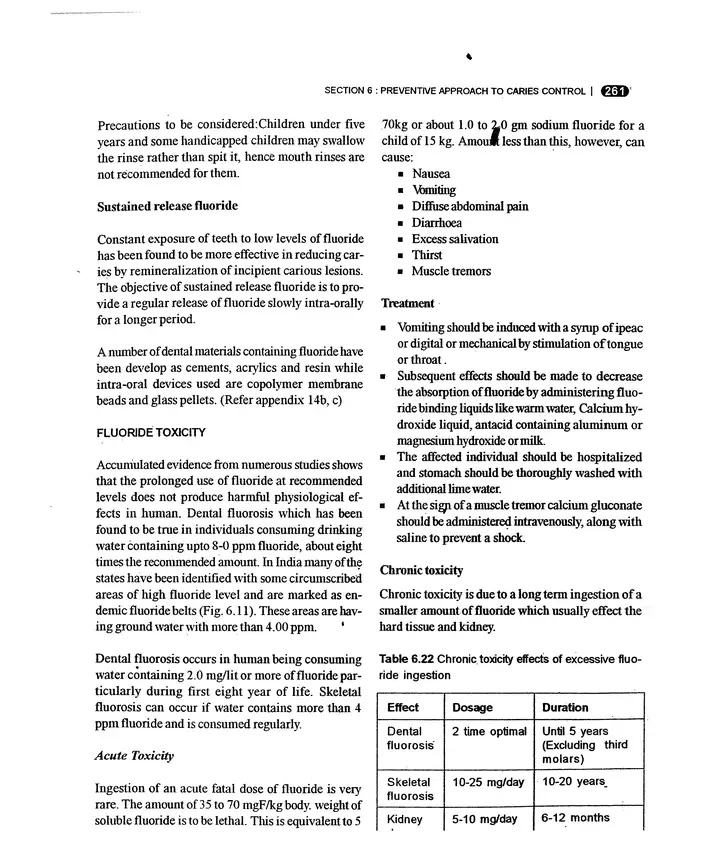 SECTION 6 : PREVENTIVE APPROACH TO CARIES CONTROL | 261
Precautions to be considered:Children under five
years and some handicapped children may swallow
the rinse rather than spit it, hence mouth rinses are
not recommended for them.
Sustained release fluoride
Constant exposure of teeth to low levels of fluoride
has been found to be more effective in reducing car-
ies by remineralization of incipient carious lesions.
The objective of sustained release fluoride is to pro-
vide a regular release of fluoride slowly intra-orally
for a longer period.
A number of dental materials containing fluoride have
been develop as cements, acrylics and resin while
intra-oral devices used are copolymer membrane
beads and glass pellets. (Refer appendix 14b, c)
FLUORIDE TOXICITY
Accumulated evidence from numerous studies shows
that the prolonged use of fluoride at recommended
levels does not produce harmful physiological ef-
fects in human. Dental fluorosis which has been
found to be true in individuals consuming drinking
water containing upto 8-0 ppm fluoride, about eight
times the recommended amount. In India many of the
states have been identified with some circumscribed
areas of high fluoride level and are marked as en-
demic fluoride belts (Fig. 6.11). These areas are hav-
ing ground water with more than 4.00 ppm.
Dental fluorosis occurs in human being consuming
water containing 2.0 mg/lit or more of fluoride par-
ticularly during first eight year of life. Skeletal
fluorosis can occur if water contains more than 4
ppm fluoride and is consumed regularly.
Acute Toxicity
Ingestion of an acute fatal dose of fluoride is very
rare. The amount of 35 to 70 mgF/kg body. weight of
soluble fluoride is to be lethal. This is equivalent to 5
70kg or about 1.0 to 2.0 gm sodium fluoride for a
child of 15 kg. Amount less than this, however, can
cause:
■ Nausea
■ Vomiting
■ Diffuse abdominal pain
■ Diarrhoea
■ Excess salivation
■ Thirst
■ Muscle tremors
Treatment
■ Vomiting should be induced with a syrup of ipeac
or digital or mechanical by stimulation of tongue
or throat .
■ Subsequent effects should be made to decrease
the absorption of fluoride by administering fluo-
ride binding liquids like warm water, Calcium hy-
droxide liquid, antacid containing aluminum or
magnesium hydroxide or milk.
■ The affected individual should be hospitalized
and stomach should be thoroughly washed with
additional lime water.
■ At the sign of a muscle tremor calcium gluconate
should be administered intravenously, along with
saline to prevent a shock.
Chronic toxicity
Chronic toxicity is due to a long term ingestion of a
smaller amount of fluoride which usually effect the
hard tissue and kidney.
Table 6.22 Chronic toxicity effects of excessive fluo-
ride ingestion
Effect Dosage Duration
Dental 2 time optimal Until 5 years
fluorosis (Excluding third
molars)
Skeletal 10-25 mg/day 10-20 years
fluorosis
Kidney 5-10 mg/day 6-12 months